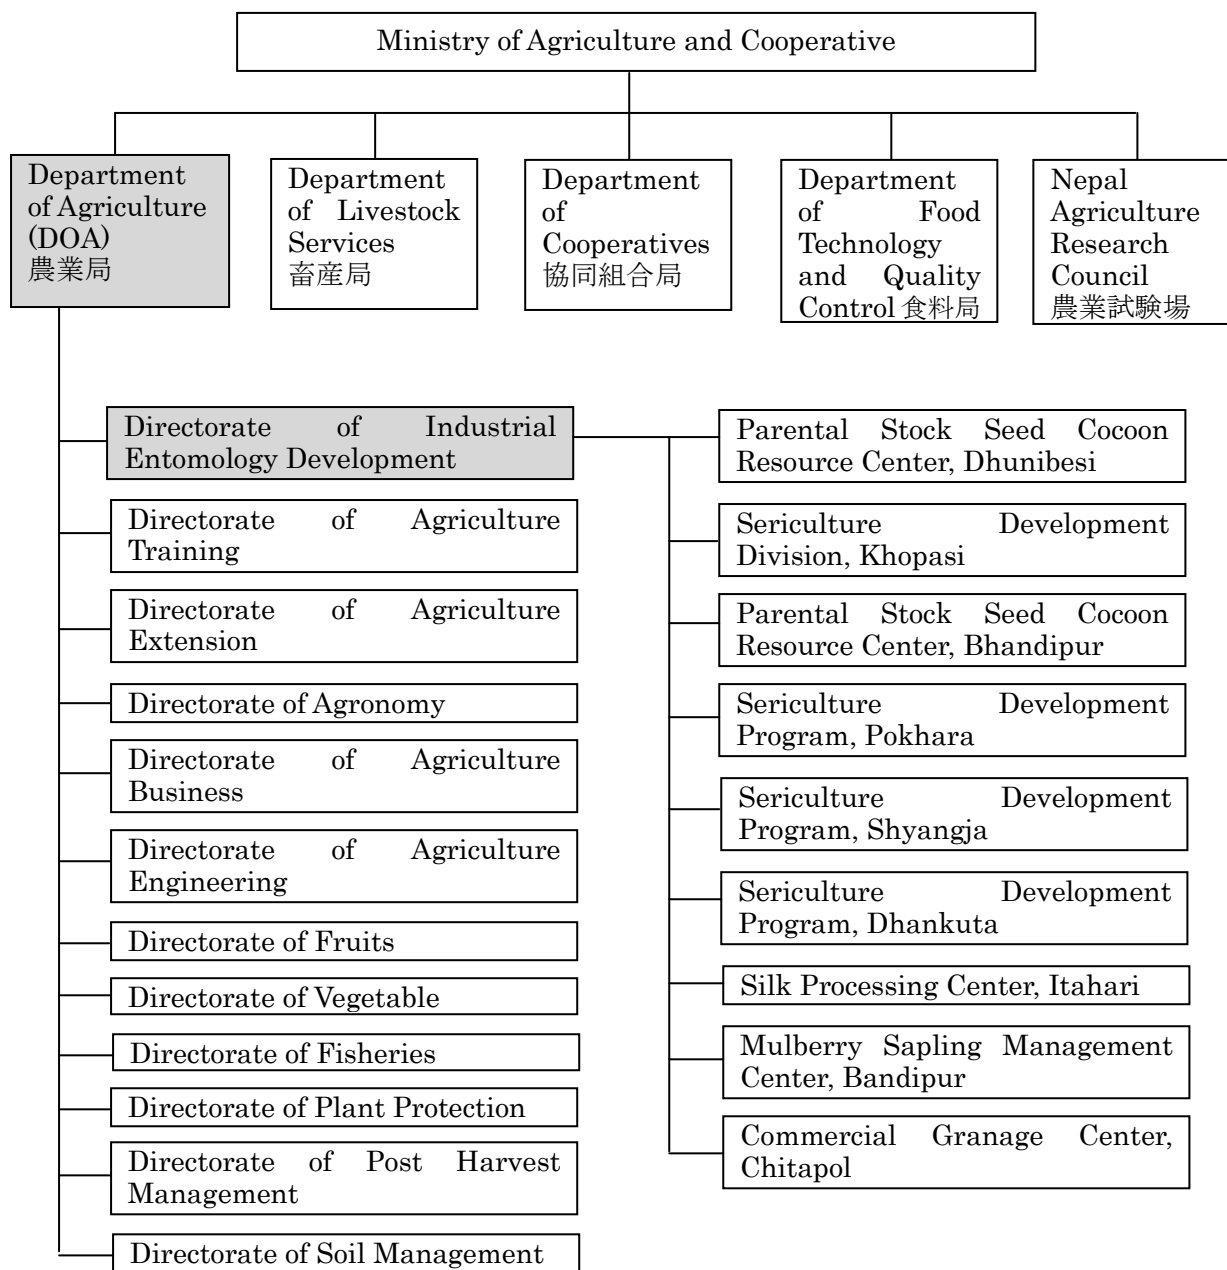 Ministry of Agriculture and Cooperative
Department
of Agriculture
(DOA)
農業局
Department
of Livestock
Services
畜産局
Department
of
Cooperatives
協同組合局
Department
of Food
Technology
and Quality
Control 食料局
Nepal
Agriculture
Research
Council
農業試験場
Directorate of Industrial
Entomology Development
Directorate of Agriculture
Training
Directorate of Agriculture
Extension
Directorate of Agronomy
Directorate of Agriculture
Business
Directorate of Agriculture
Engineering
Directorate of Fruits
Directorate of Vegetable
Directorate of Fisheries
Directorate of Plant Protection
Directorate of Post Harvest
Management
Directorate of Soil Management
Parental Stock Seed Cocoon
Resource Center, Dhunibesi
Sericulture Development
Division, Khopasi
Parental Stock Seed Cocoon
Resource Center, Bhandipur
Sericulture Development
Program, Pokhara
Sericulture Development
Program, Shyangja
Sericulture Development
Program, Dhankuta
Silk Processing Center, Itahari
Mulberry Sapling Management
Center, Bandipur
Commercial Granage Center,
Chitapol